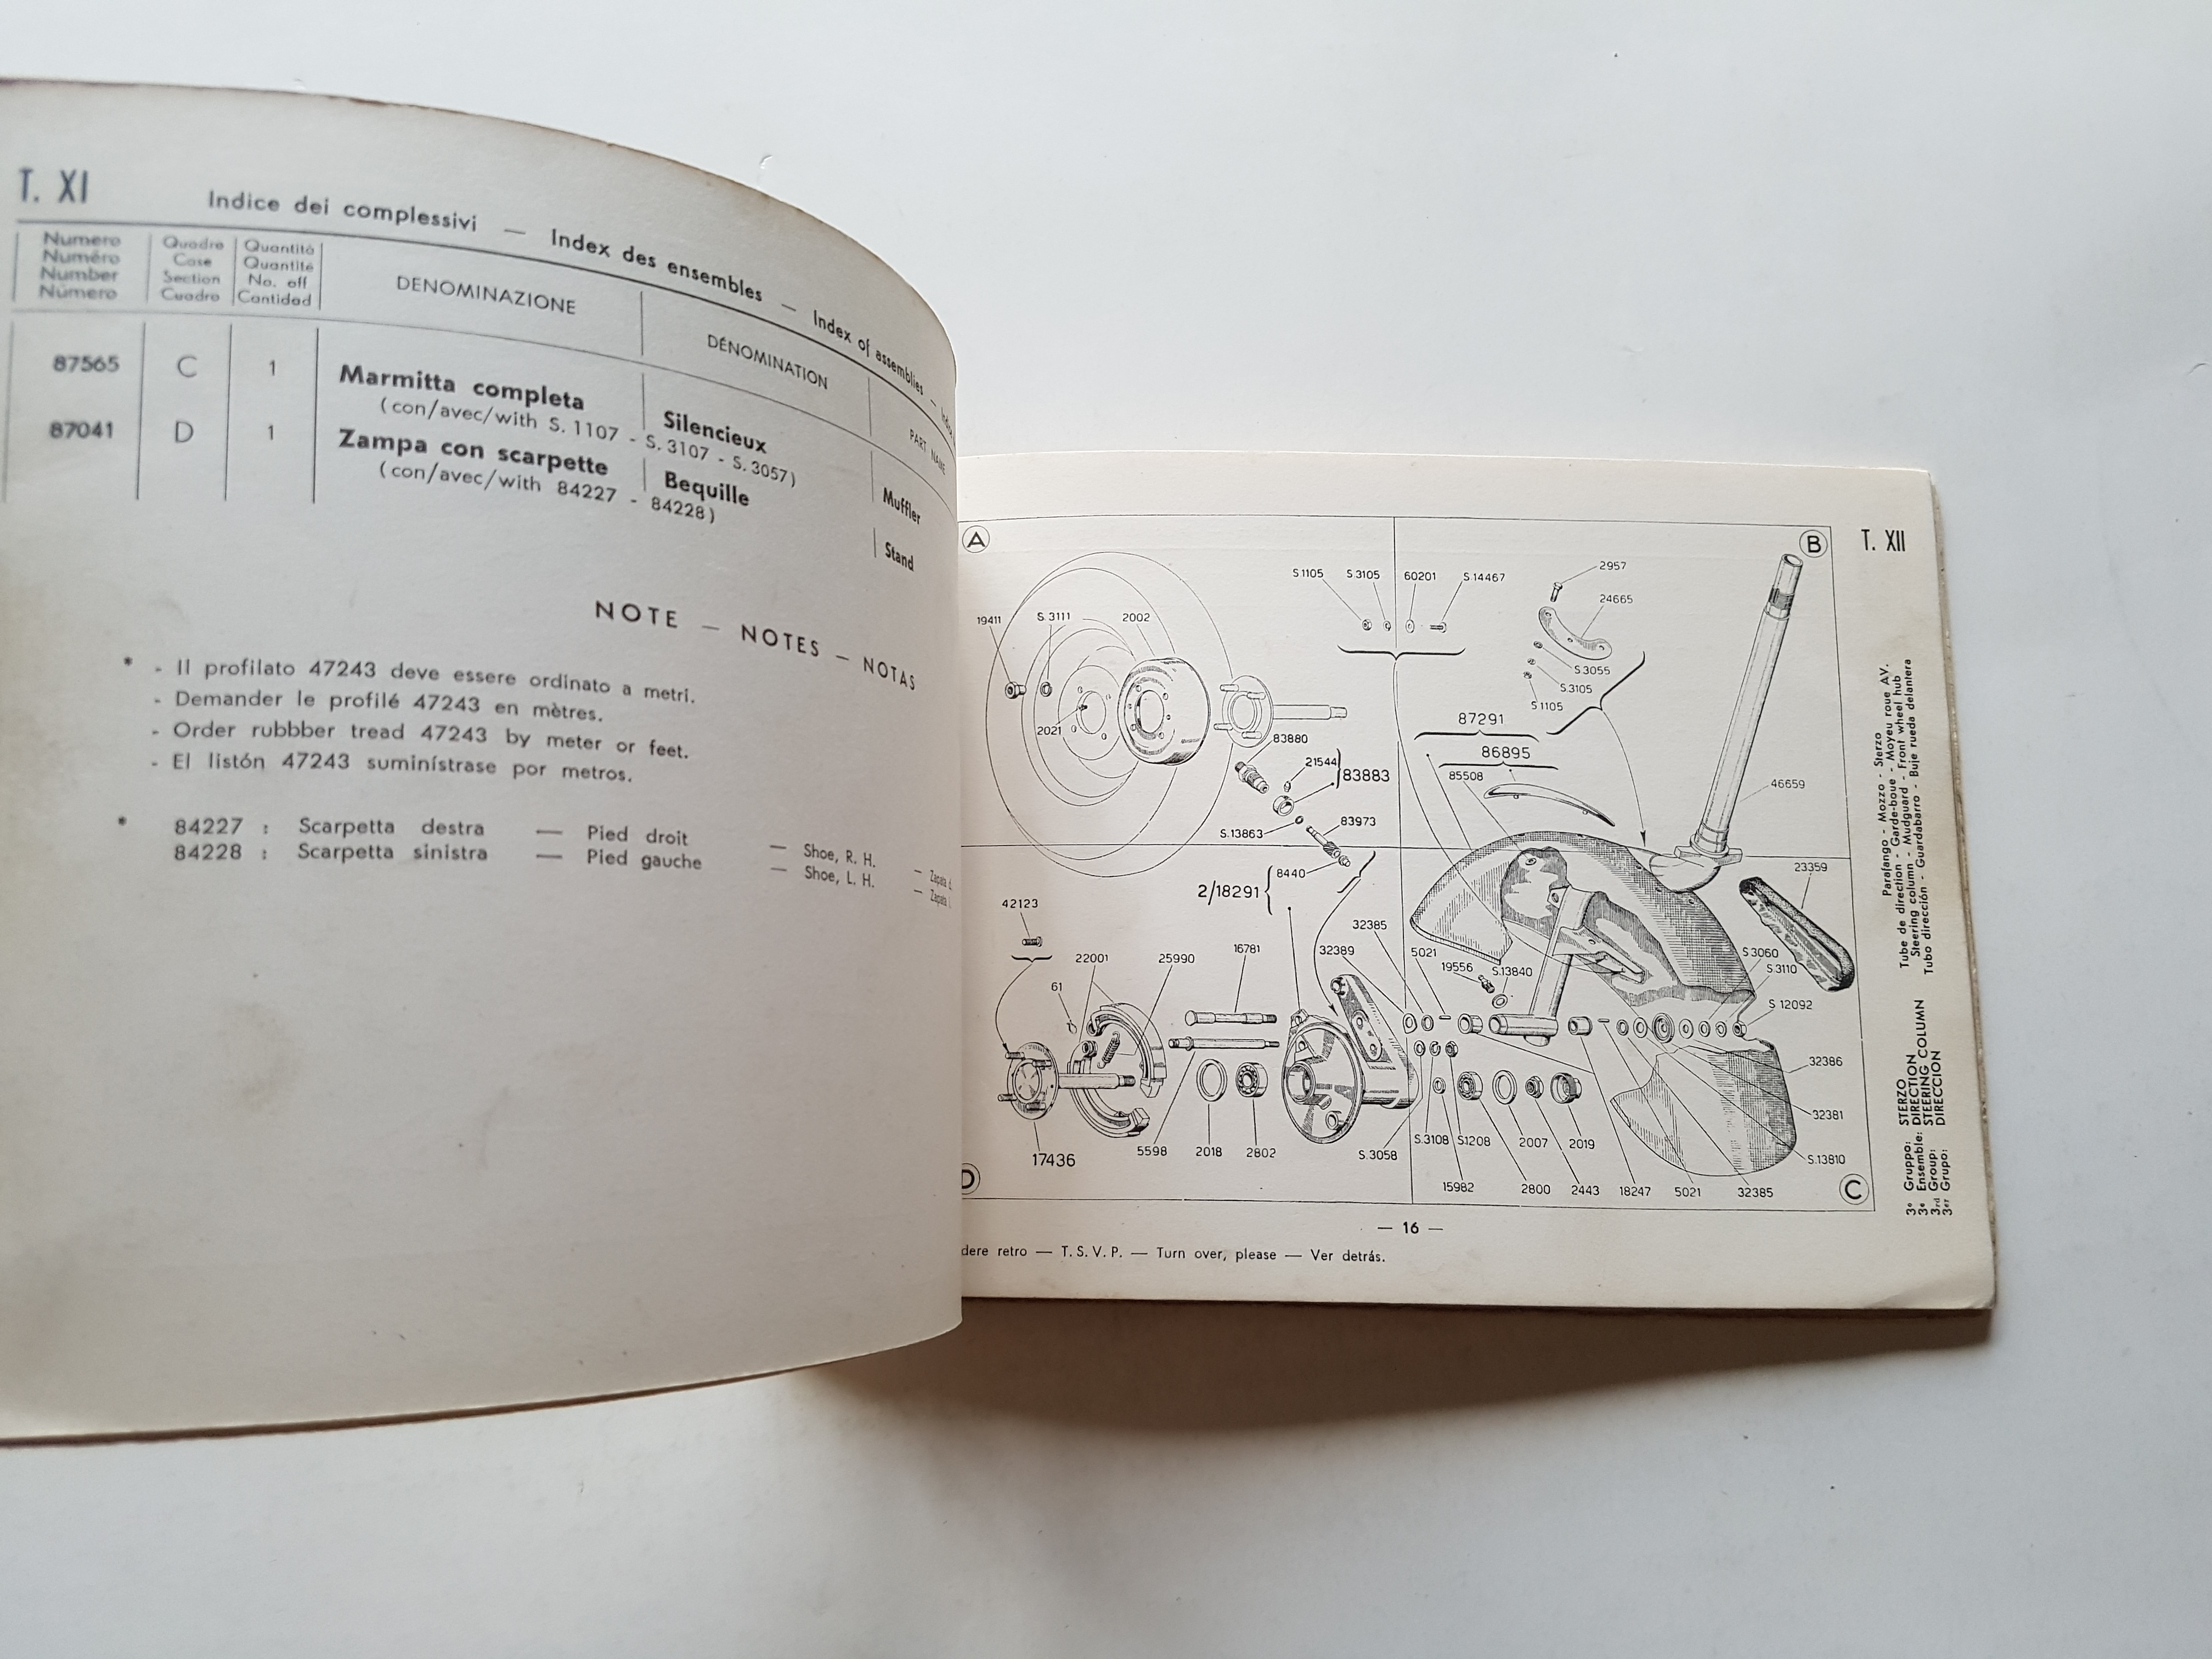 T. XI
Indice dei complessivi — Index des ensembles — Index of assemblies —
Numero
Numéro
Number
Número
Quadro
Case
Section
Cuadro
Quantità
Quantité
No. off
Cantidad
DENOMINAZIONE
DÉNOMINATION
PART NAME
87565 C 1 Marmitta completa Silencieux Muffler
(con/avec/with S. 1107 - S. 3107 - S. 3057)
87041 D 1 Zampa con scarpette Bequille Stand
(con/avec/with 84227 - 84228)
NOTE — NOTES — NOTAS
* - Il profilato 47243 deve essere ordinato a metri.
- Demander le profilé 47243 en mètres.
- Order rubbber tread 47243 by meter or feet.
- El listón 47243 suminístrase por metros.
* 84227 : Scarpetta destra — Pied droit — Shoe, R. H. — Zapata
84228 : Scarpetta sinistra — Pied gauche — Shoe, L. H. — Zapata
A
B
T. XII
S.1105 S.3105 60201 S.14467
2957
24665
19411 S.3111 2002
S.3055
S.3105
S.1105
2021
87291
83880
86895
21544
83883
85508
46659
S.13863
83973
8440
2/18291
23359
42123
32385
22001 25990 16781 32389 5021
19556 S.13840
S.3060
S.3110
61
S 12092
32386
32381
S.3108 S.1208 2007 2019
17436 5598 2018 2802 S.3058
S.13810
15982 2800 2443 18247 5021 32385
D
C
— 16 —
dere retro — T. S. V. P. — Turn over, please — Ver detrás.
Parafango - Mozzo - Sterzo
Tube de direction - Garde-boue - Moyeu roue AV.
Steering column - Mudguard - Front wheel hub
Tubo dirección - Guardabarro - Buje rueda delantera
3° Gruppo: STERZO
3e Ensemble: DIRECTION
3rd Group: STEERING COLUMN
3er Grupo: DIRECCION